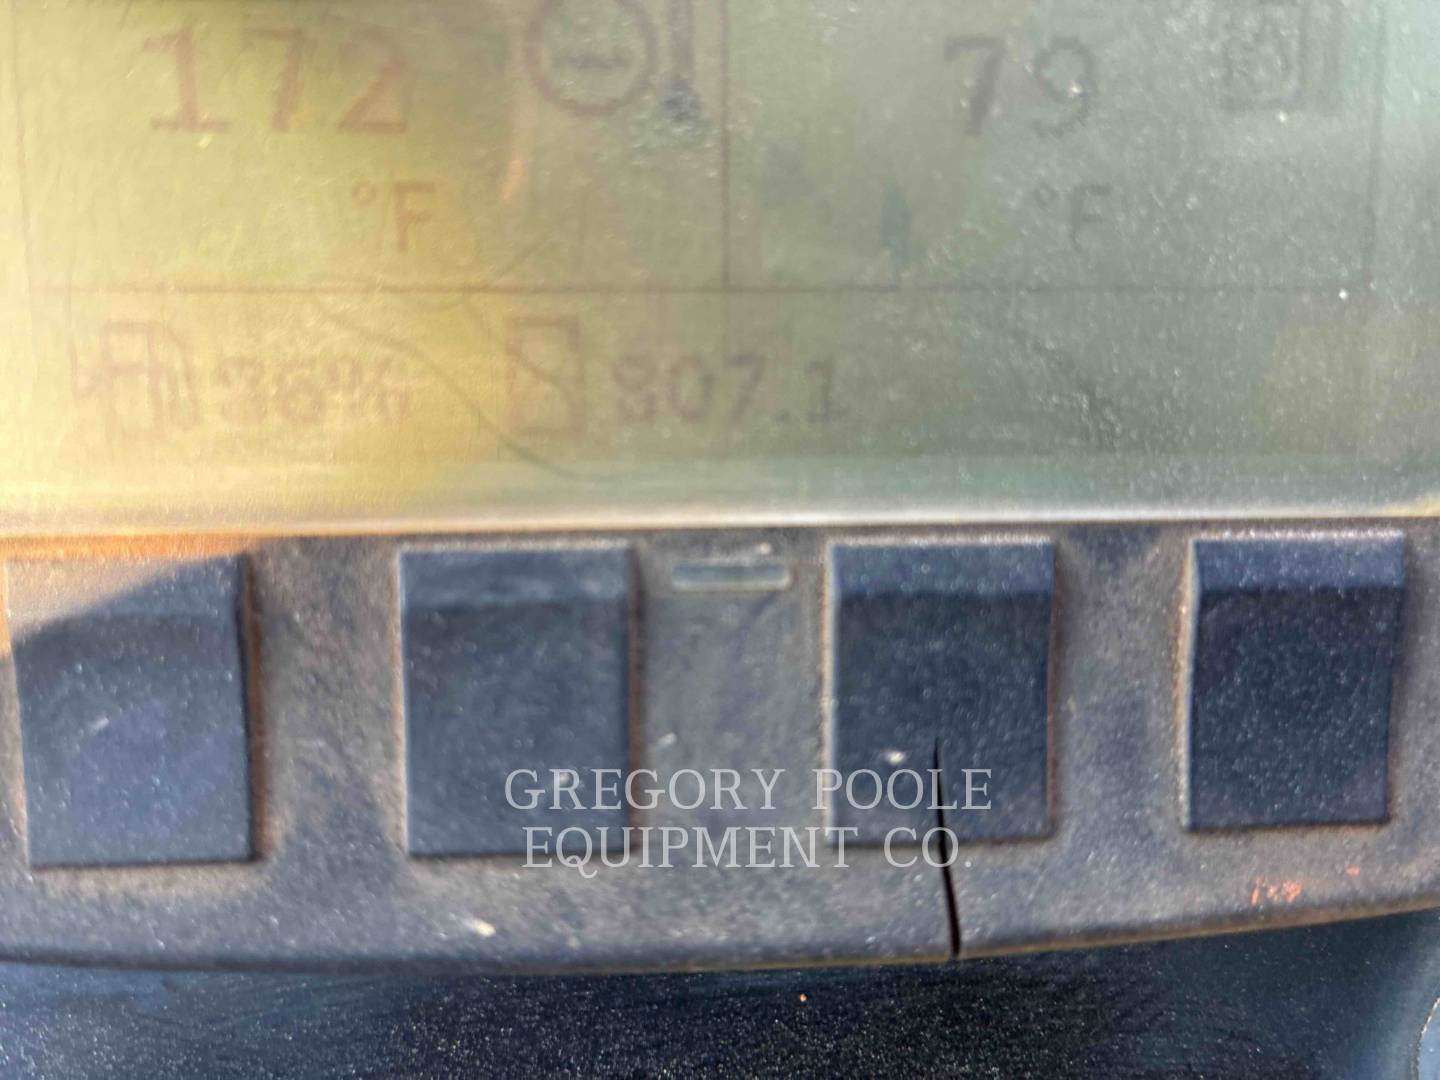 172 79
°F °F
36% 807.1
GREGORY POOLE
EQUIPMENT CO.